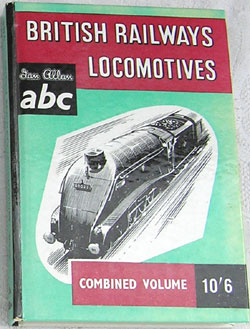 BRITISH RAILWAYS
LOCOMOTIVES
Ian Allan
abc
COMBINED VOLUME 10'6